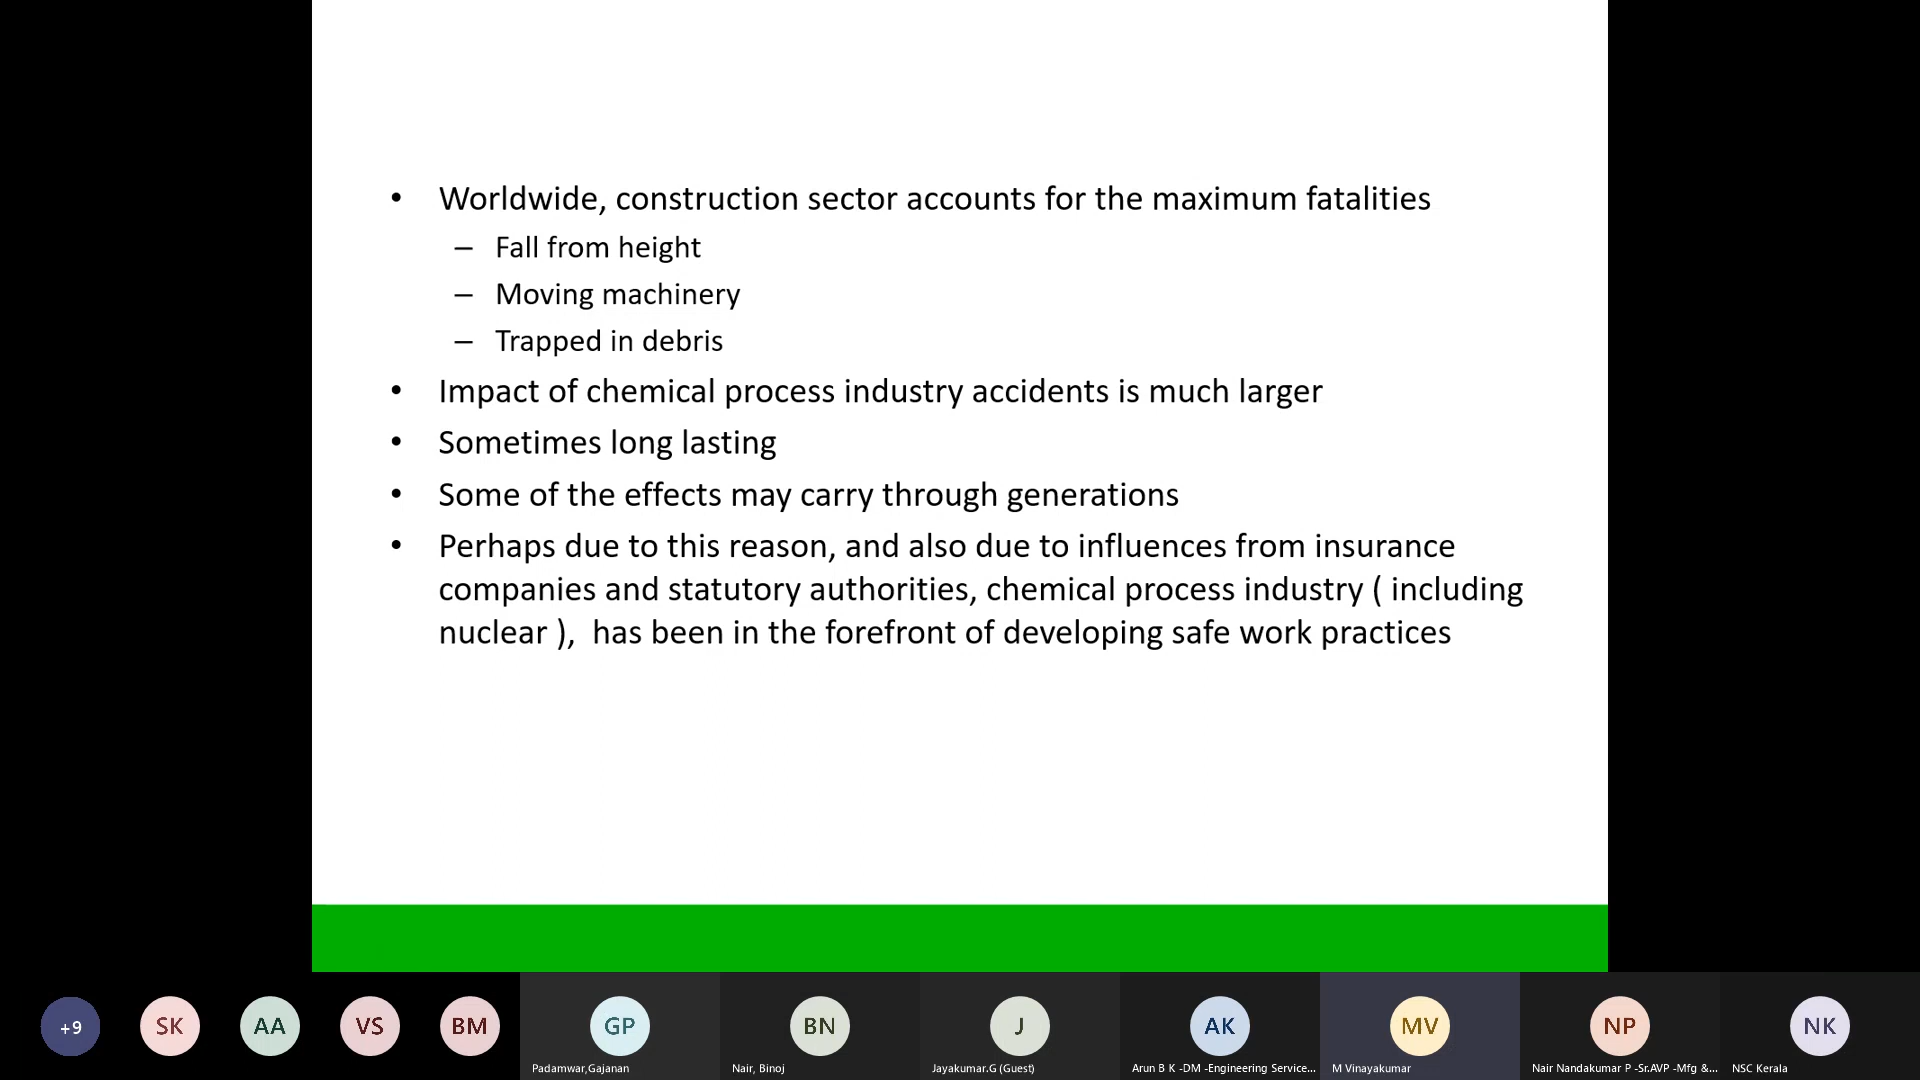 • Worldwide, construction sector accounts for the maximum fatalities
– Fall from height
– Moving machinery
– Trapped in debris
• Impact of chemical process industry accidents is much larger
• Sometimes long lasting
• Some of the effects may carry through generations
• Perhaps due to this reason, and also due to influences from insurance
companies and statutory authorities, chemical process industry ( including
nuclear ),  has been in the forefront of developing safe work practices
+9 SK AA VS BM GP BN J AK MV NP NK
Padamwar,Gajanan Nair, Binoj Jayakumar.G (Guest) Arun B K -DM -Engineering Service... M Vinayakumar Nair Nandakumar P -Sr.AVP -Mfg &... NSC Kerala